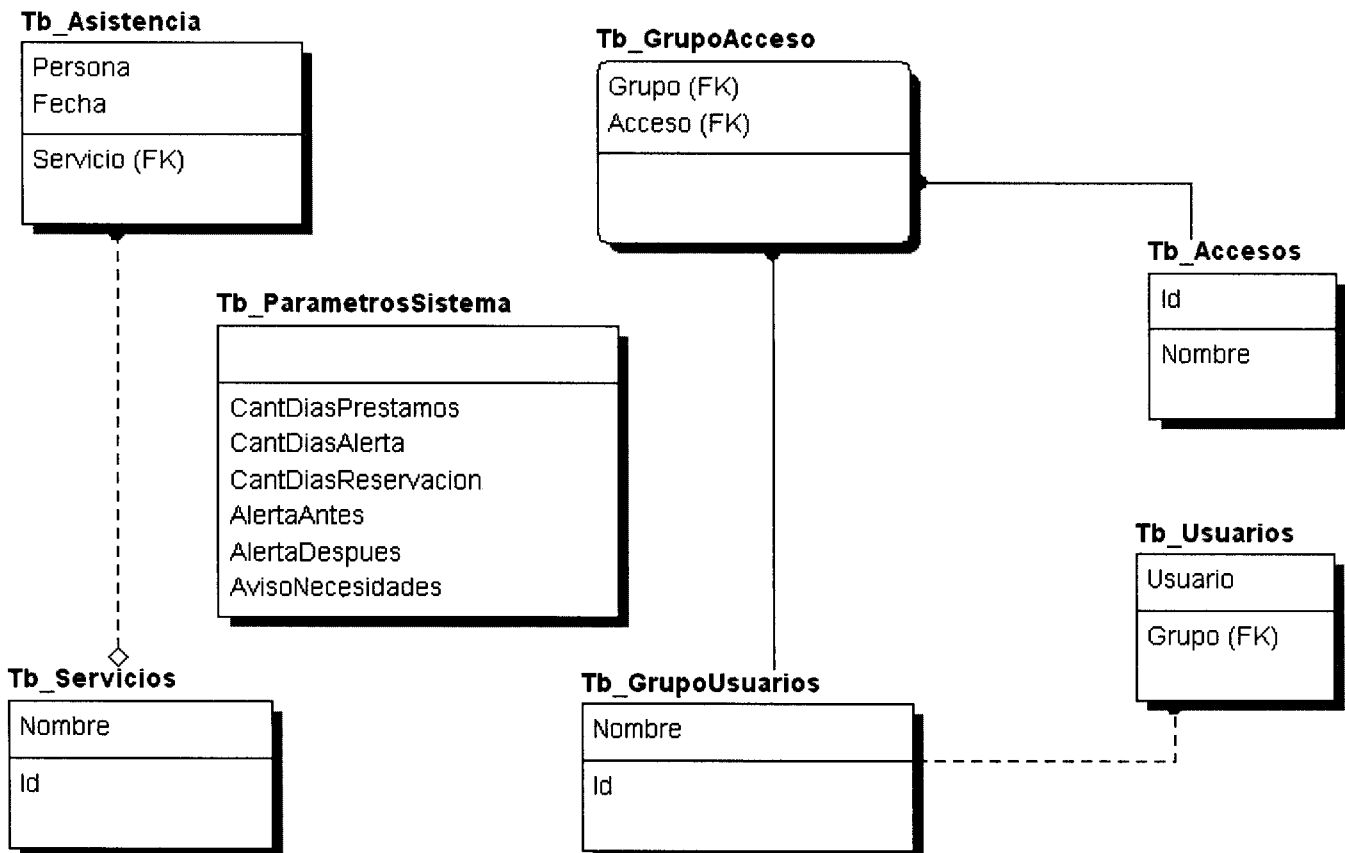 Tb_Asistencia
Persona
Fecha
Servicio (FK)
Tb_GrupoAcceso
Grupo (FK)
Acceso (FK)
Tb_Accesos
Id
Nombre
Tb_ParametrosSistema
CantDiasPrestamos
CantDiasAlerta
CantDiasReservacion
AlertaAntes
AlertaDespues
AvisoNecesidades
Tb_Usuarios
Usuario
Grupo (FK)
Tb_Servicios
Nombre
Id
Tb_GrupoUsuarios
Nombre
Id